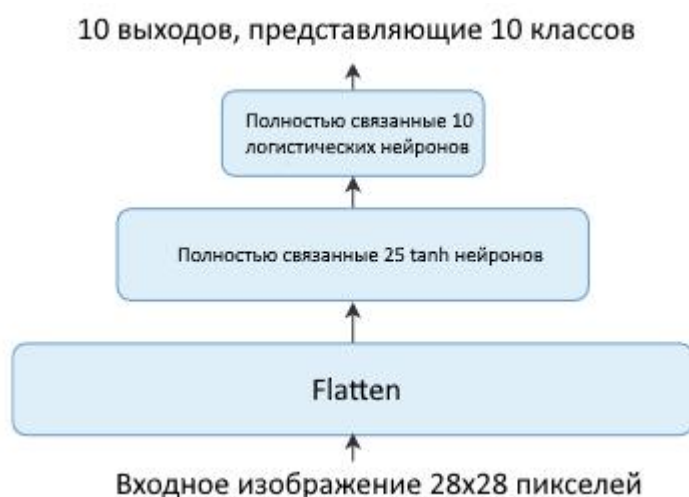 10 выходов, представляющие 10 классов
Полностью связанные 10
логистических нейронов
Полностью связанные 25 tanh нейронов
Flatten
Входное изображение 28x28 пикселей